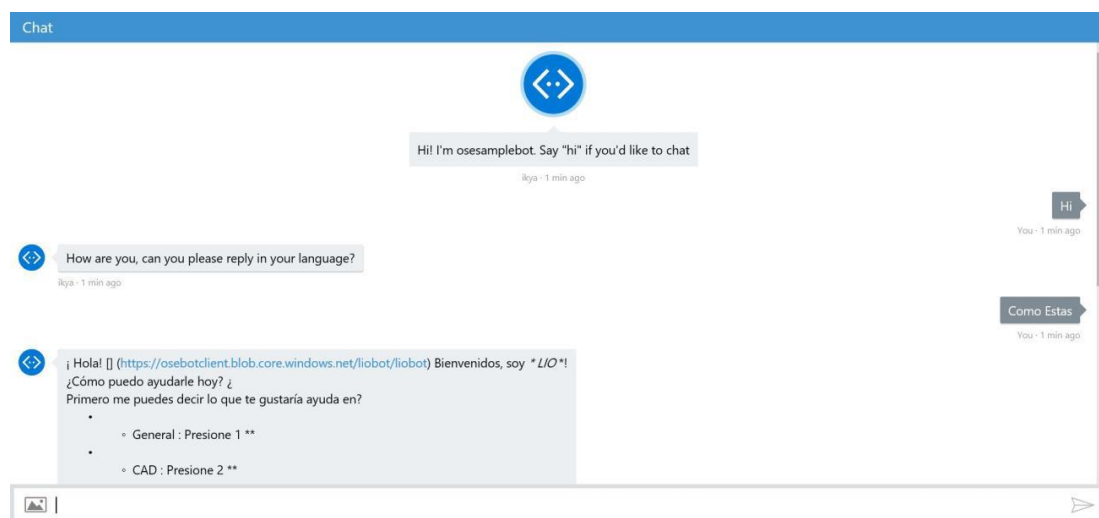 Chat
Hi! I'm osesamplebot. Say "hi" if you'd like to chat
ikya · 1 min ago
Hi
You · 1 min ago
How are you, can you please reply in your language?
ikya · 1 min ago
Como Estas
You · 1 min ago
¡ Hola! [] (https://osebotclient.blob.core.windows.net/liobot/liobot) Bienvenidos, soy * LIO *!
¿Cómo puedo ayudarle hoy? ¿
Primero me puedes decir lo que te gustaría ayuda en?
•
◦ General : Presione 1 **
•
◦ CAD : Presione 2 **